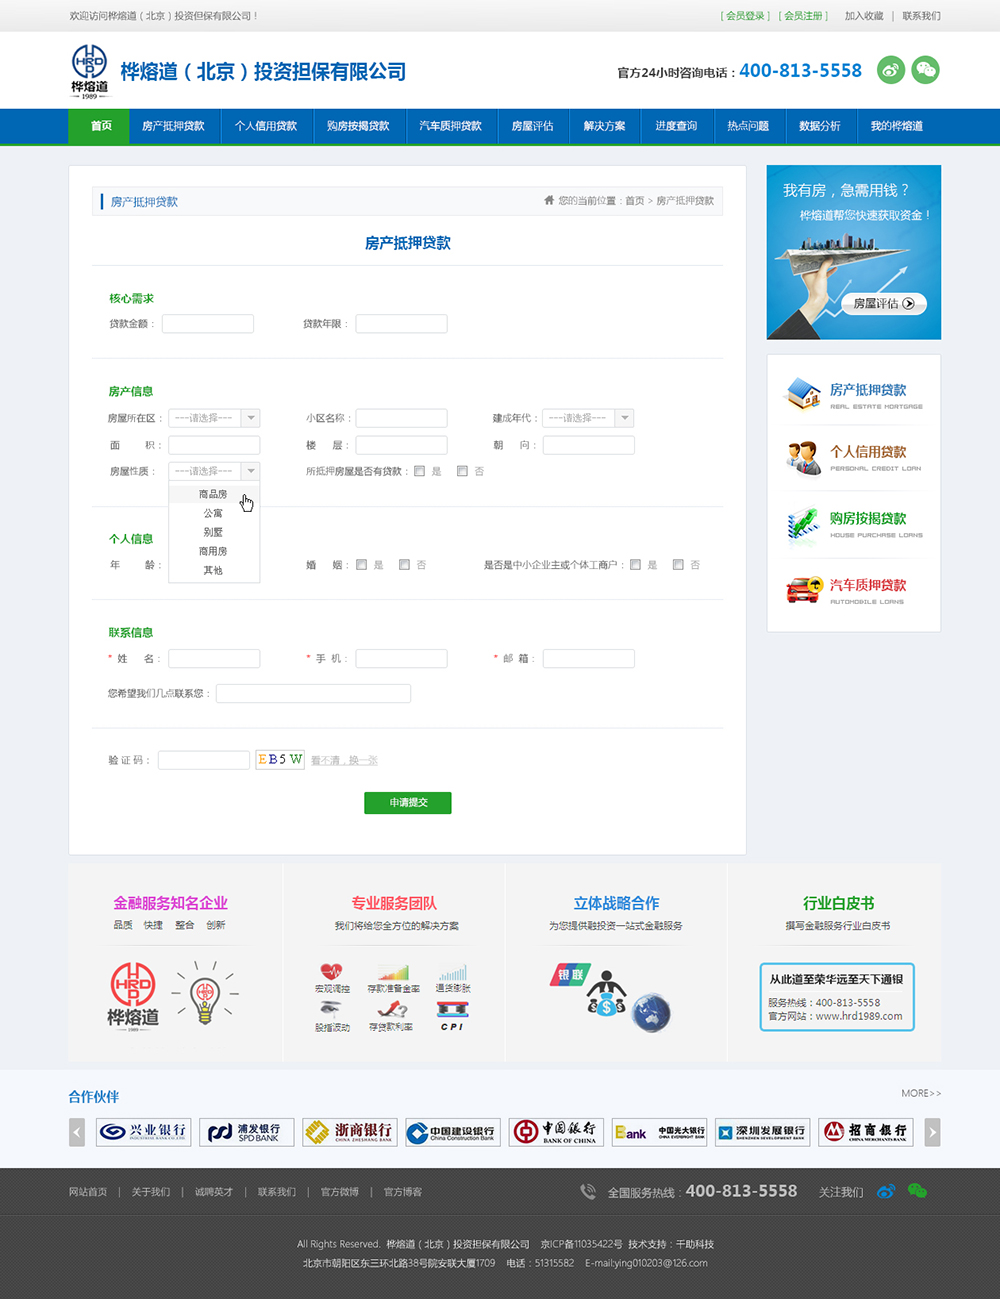 欢迎访问桦熔道（北京）投资担保有限公司！
[ 会员登录 ] [ 会员注册 ] 加入收藏 | 联系我们
HRD
桦熔道
1989
桦熔道（北京）投资担保有限公司
官方24小时咨询电话：400-813-5558
首页 房产抵押贷款 个人信用贷款 购房按揭贷款 汽车质押贷款 房屋评估 解决方案 进度查询 热点问题 数据分析 我的桦熔道
房产抵押贷款
您的当前位置：首页 > 房产抵押贷款
房产抵押贷款
核心需求
贷款金额： 贷款年限：
房产信息
房屋所在区： ---请选择--- 小区名称： 建成年代： ---请选择---
面 积： 楼 层： 朝 向：
房屋性质： ---请选择--- 所抵押房屋是否有贷款： 是 否
商品房
公寓
别墅
商用房
其他
个人信息
年 龄： 婚 姻： 是 否 是否是中小企业主或个体工商户： 是 否
联系信息
* 姓 名： * 手 机： * 邮 箱：
您希望我们几点联系您：
验 证 码： EB5W 看不清，换一张
申请提交
我有房，急需用钱？
桦熔道帮您快速获取资金！
房屋评估
房产抵押贷款
REAL ESTATE MORTGAGE
个人信用贷款
PERSONAL CREDIT LOAN
购房按揭贷款
HOUSE PURCHASE LOANS
汽车质押贷款
AUTOMOBILE LOANS
金融服务知名企业
品质 快捷 整合 创新
HRD
桦熔道
1989
HRD
专业服务团队
我们将给您全方位的解决方案
宏观调控 存款准备金率 通货膨胀
股指波动 存贷款利率 CPI
立体战略合作
为您提供融投资一站式金融服务
银联
行业白皮书
撰写金融服务行业白皮书
从此道至荣华远至天下通银
服务热线：400-813-5558
官方网站：www.hrd1989.com
合作伙伴
MORE>>
兴业银行
INDUSTRIAL BANK CO.,LTD
浦发银行
SPD BANK
浙商银行
CHINA ZHESHANG BANK
中国建设银行
China Construction Bank
中国银行
BANK OF CHINA
Bank 中国光大银行
CHINA EVERBRIGHT BANK
深圳发展银行
SHENZHEN DEVELOPMENT BANK
招商银行
CHINA MERCHANTS BANK
网站首页 | 关于我们 | 诚聘英才 | 联系我们 | 官方微博 | 官方博客
全国服务热线：400-813-5558 关注我们
All Rights Reserved. 桦熔道（北京）投资担保有限公司 京ICP备11035422号 技术支持：千助科技
北京市朝阳区东三环北路38号院安联大厦1709 电话：51315582 E-mail:ying010203@126.com